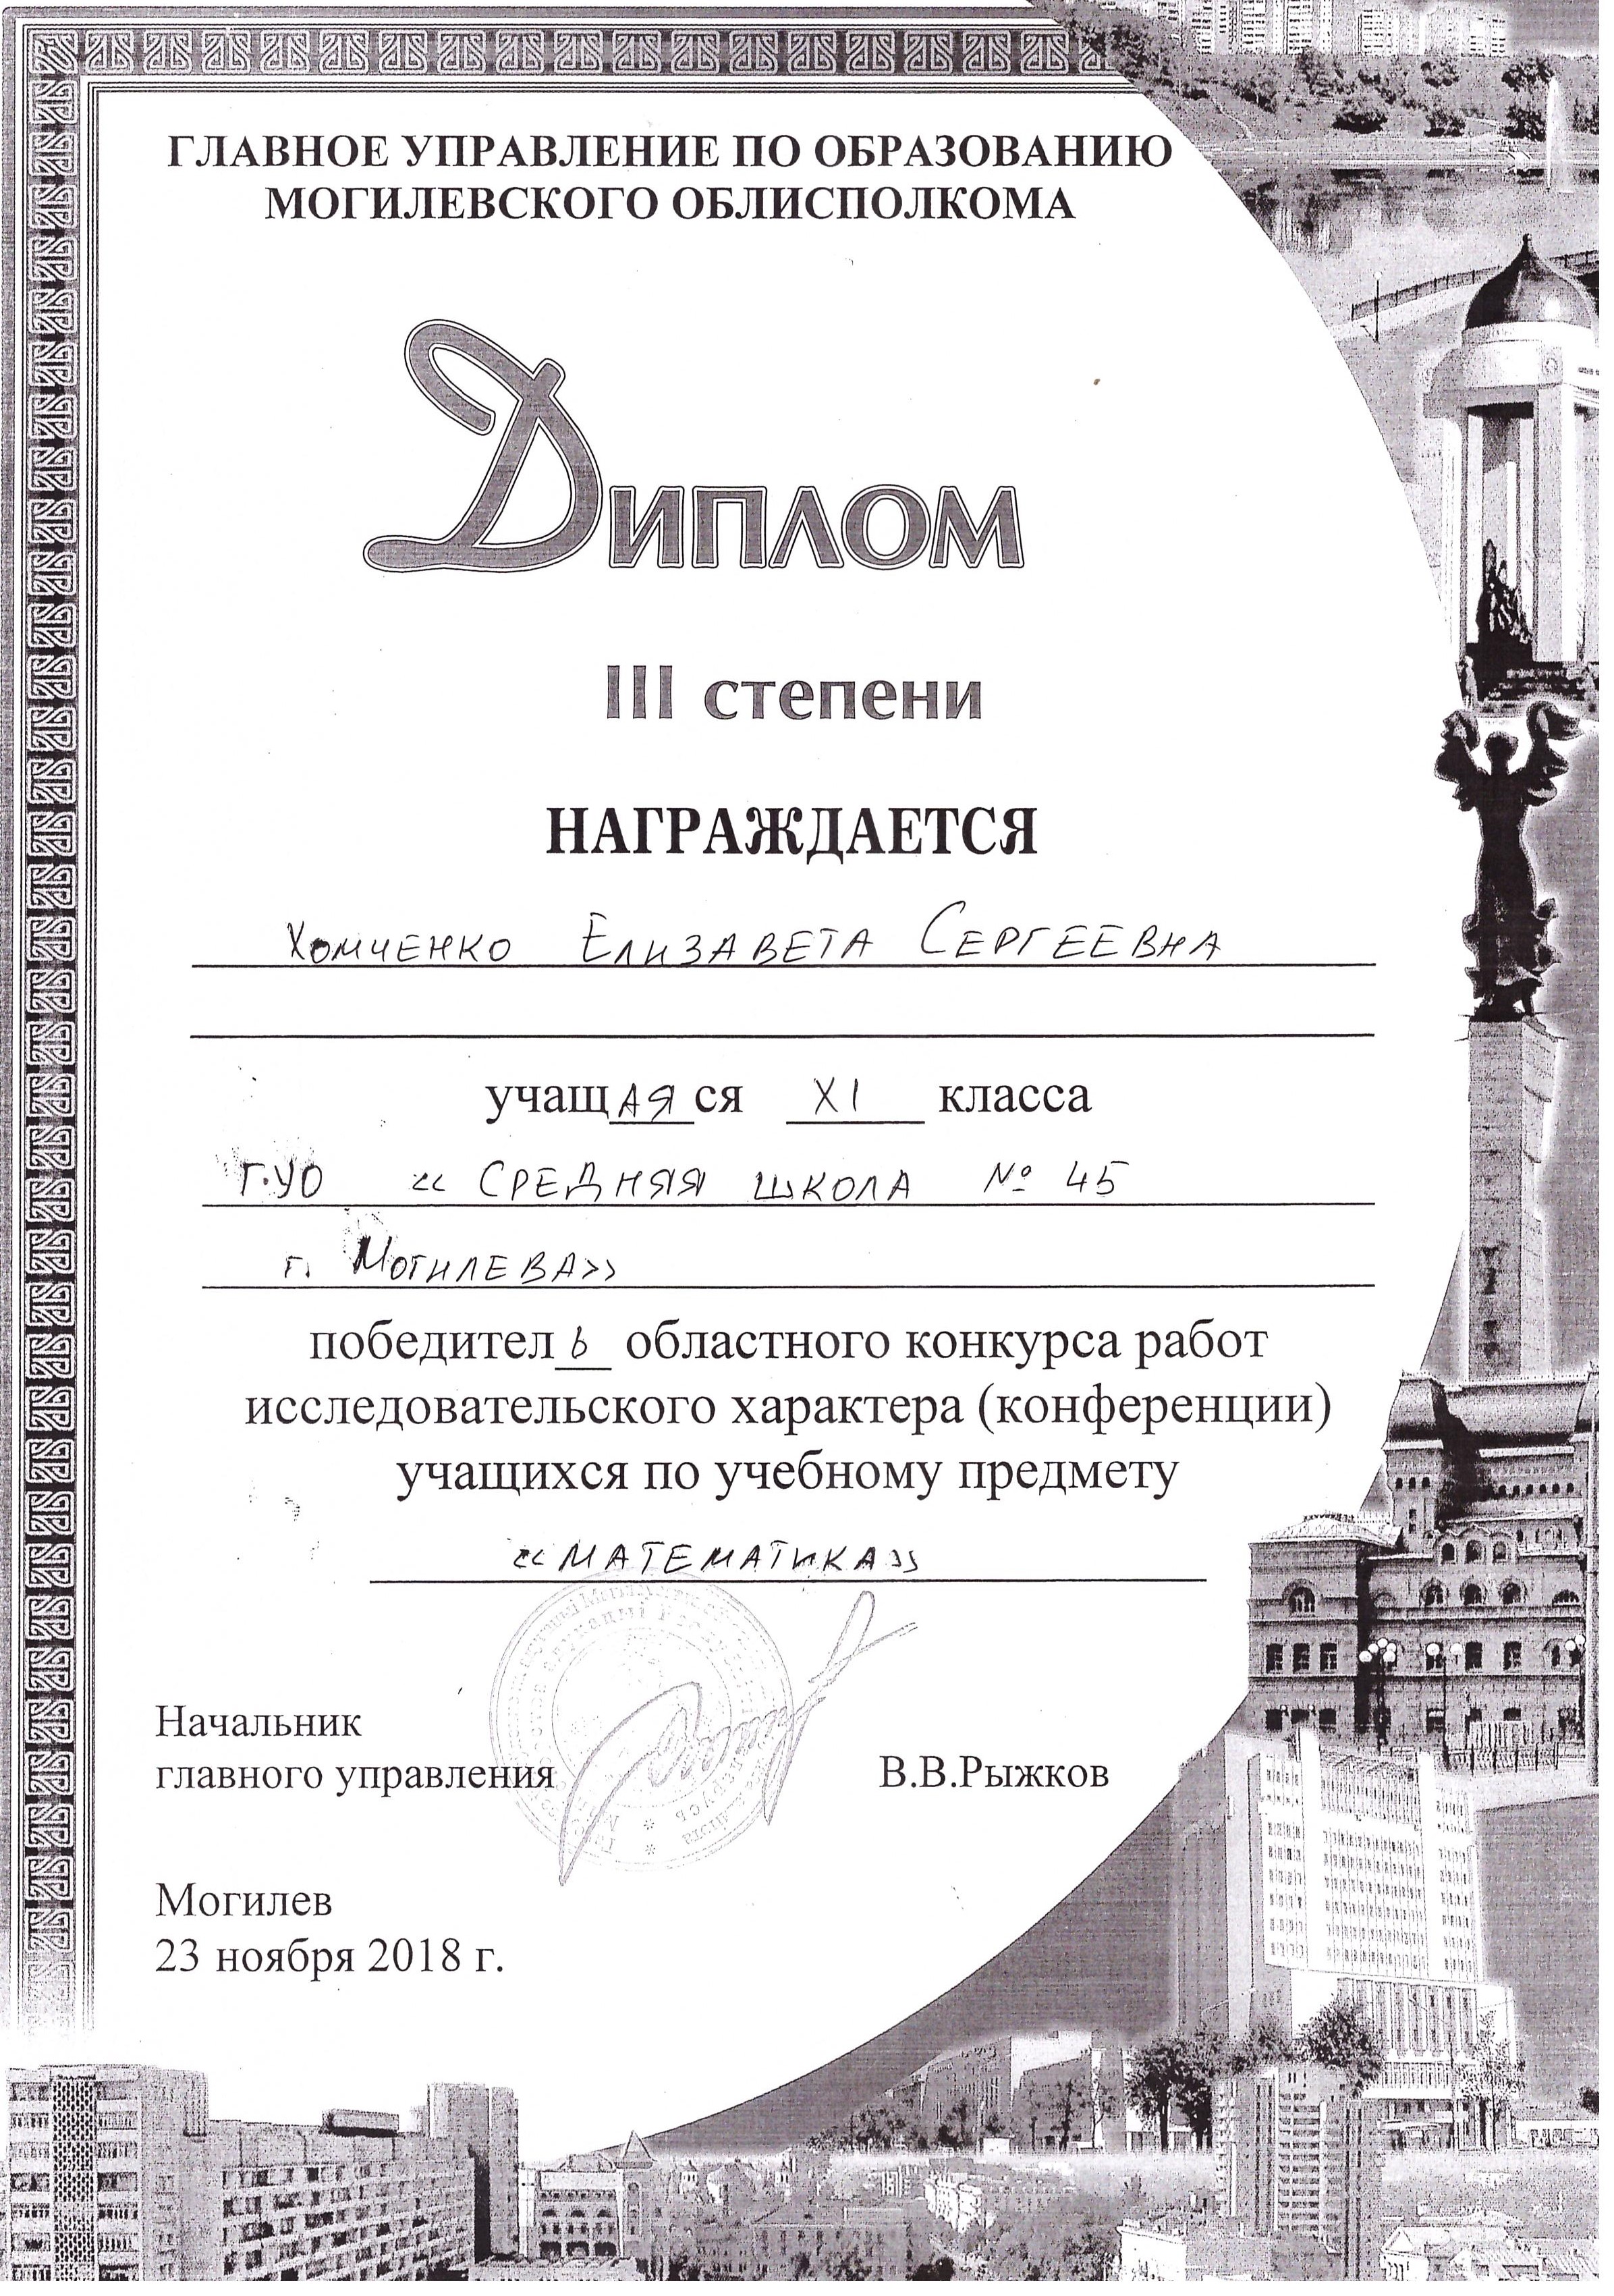 ГЛАВНОЕ УПРАВЛЕНИЕ ПО ОБРАЗОВАНИЮ
МОГИЛЕВСКОГО ОБЛИСПОЛКОМА
Диплом
III степени
НАГРАЖДАЕТСЯ
Хомченко Елизавета Сергеевна
учащаяся XI класса
ГУО «Средняя школа № 45
г. Могилева»
победитель областного конкурса работ
исследовательского характера (конференции)
учащихся по учебному предмету
«Математика»
Начальник
главного управления В.В.Рыжков
Могилев
23 ноября 2018 г.